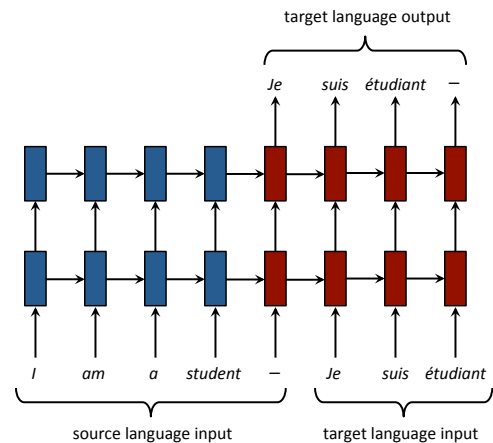 target language output
Je suis étudiant –
I am a student – Je suis étudiant
source language input target language input